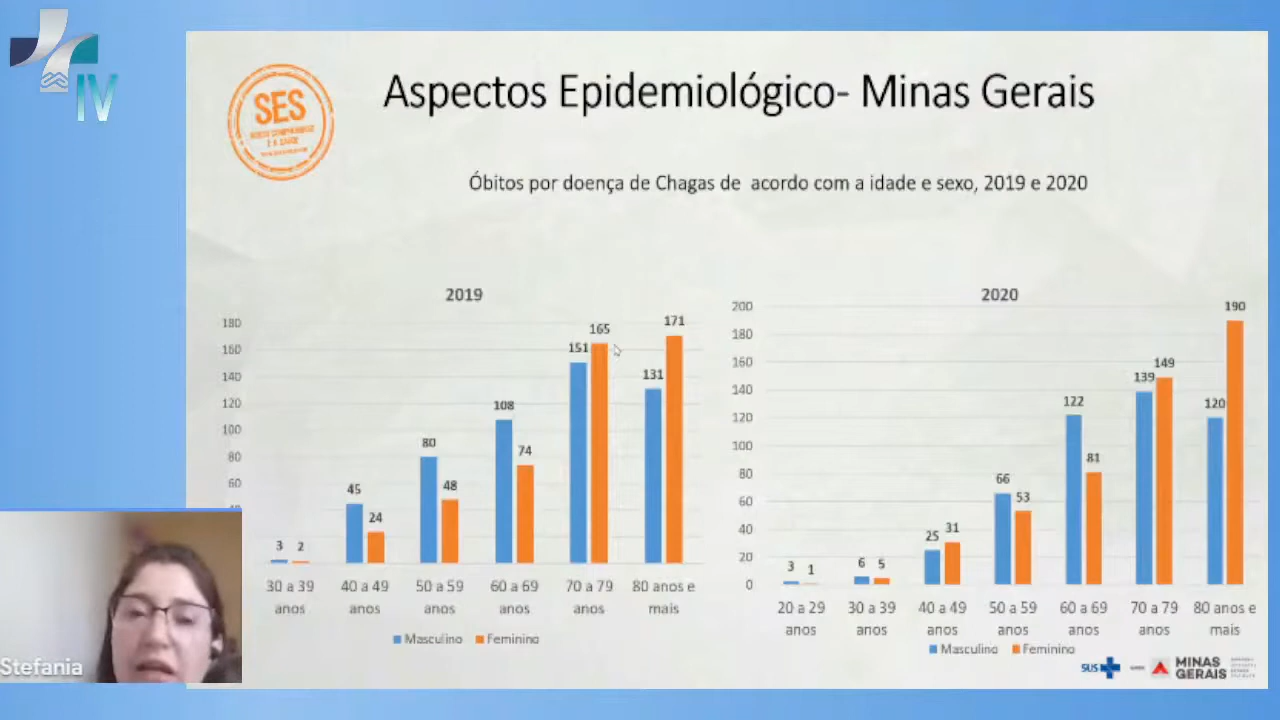 IV
SES
Aspectos Epidemiológico- Minas Gerais
Óbitos por doença de Chagas de acordo com a idade e sexo, 2019 e 2020
2019
180
160
140
120
100
80
60
3 2
45 24
80 48
108 74
151 165
131 171
30 a 39 anos
40 a 49 anos
50 a 59 anos
60 a 69 anos
70 a 79 anos
80 anos e mais
Masculino Feminino
2020
200
180
160
140
120
100
80
60
40
20
0
3 1
6 5
25 31
66 53
122 81
139 149
120 190
20 a 29 anos
30 a 39 anos
40 a 49 anos
50 a 59 anos
60 a 69 anos
70 a 79 anos
80 anos e mais
Masculino Feminino
SUS
MINAS
GERAIS
Stefania